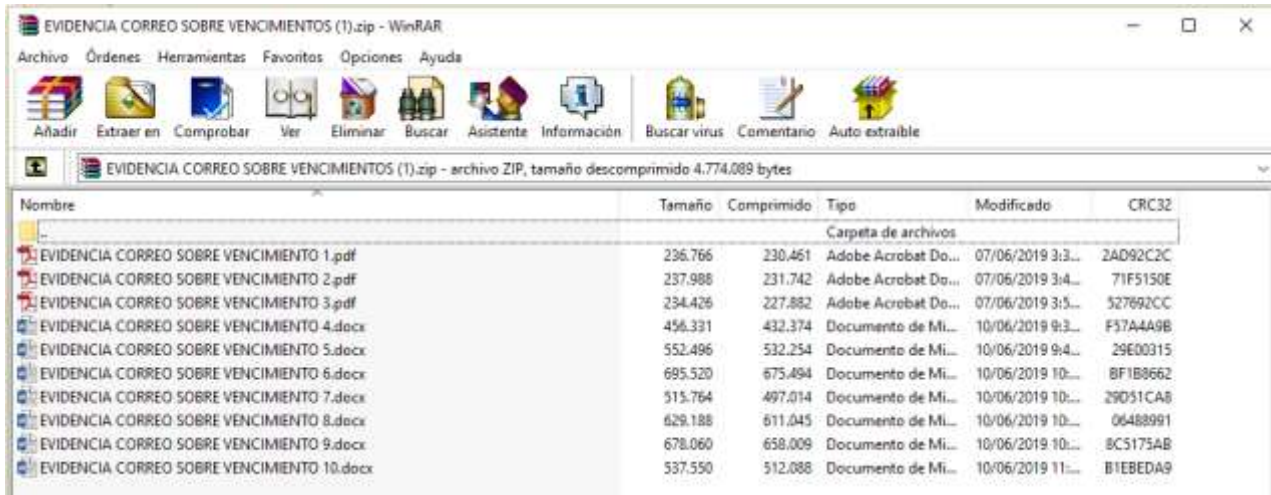 EVIDENCIA CORREO SOBRE VENCIMIENTOS (1).zip - WinRAR
Archivo Órdenes Herramientas Favoritos Opciones Ayuda
Añadir Extraer en Comprobar Ver Eliminar Buscar Asistente Información Buscar virus Comentario Auto extraíble
EVIDENCIA CORREO SOBRE VENCIMIENTOS (1).zip - archivo ZIP, tamaño descomprimido 4.774.089 bytes
Nombre Tamaño Comprimido Tipo Modificado CRC32
.. Carpeta de archivos
EVIDENCIA CORREO SOBRE VENCIMIENTO 1.pdf 236.766 230.461 Adobe Acrobat Do... 07/06/2019 3:3... 2AD92C2C
EVIDENCIA CORREO SOBRE VENCIMIENTO 2.pdf 237.988 231.742 Adobe Acrobat Do... 07/06/2019 3:4... 71F5150E
EVIDENCIA CORREO SOBRE VENCIMIENTO 3.pdf 234.426 227.882 Adobe Acrobat Do... 07/06/2019 3:5... 527692CC
EVIDENCIA CORREO SOBRE VENCIMIENTO 4.docx 456.331 432.374 Documento de Mi... 10/06/2019 9:3... F57A4A9B
EVIDENCIA CORREO SOBRE VENCIMIENTO 5.docx 552.496 532.254 Documento de Mi... 10/06/2019 9:4... 29E00315
EVIDENCIA CORREO SOBRE VENCIMIENTO 6.docx 695.520 675.494 Documento de Mi... 10/06/2019 10:... BF1B8662
EVIDENCIA CORREO SOBRE VENCIMIENTO 7.docx 515.764 497.014 Documento de Mi... 10/06/2019 10:... 29D51CA8
EVIDENCIA CORREO SOBRE VENCIMIENTO 8.docx 629.188 611.045 Documento de Mi... 10/06/2019 10:... 06488991
EVIDENCIA CORREO SOBRE VENCIMIENTO 9.docx 678.060 658.009 Documento de Mi... 10/06/2019 10:... 8C5175AB
EVIDENCIA CORREO SOBRE VENCIMIENTO 10.docx 537.550 512.088 Documento de Mi... 10/06/2019 11:... B1EBEDA9